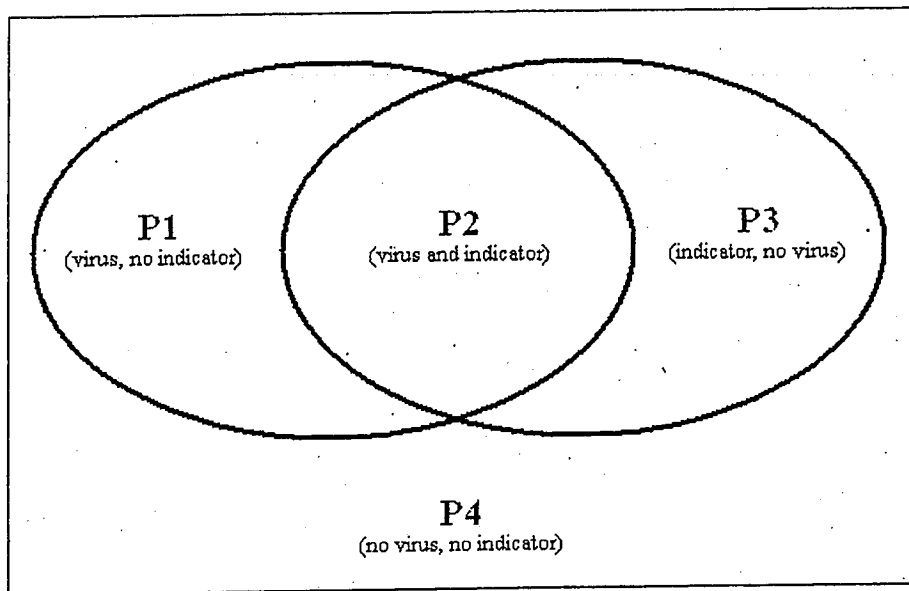 P1
(virus, no indicator)
P2
(virus and indicator)
P3
(indicator, no virus)
P4
(no virus, no indicator)